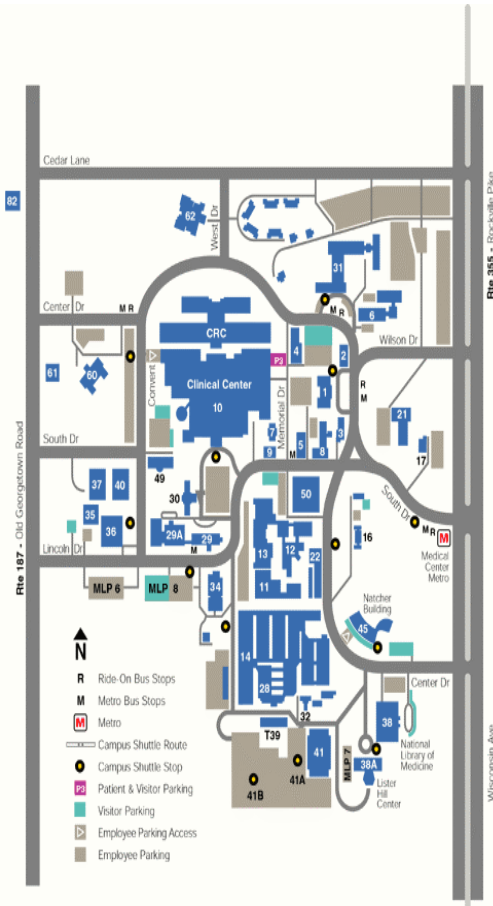 Cedar Lane
82
62
West Dr
Rte 355 - Rockville Pike
31
Center Dr
M R
M
R
6
CRC
Wilson Dr
4
2
P3
Convent
Clinical Center
10
61
60
1
Memorial Dr
R
M
21
7
9
5
8
3
M
17
South Dr
49
37
40
30
50
South Dr
35
36
29A
29
M
16
M R
M
Medical
Center
Metro
13
12
22
Lincoln Dr
Rte 187 - Old Georgetown Road
MLP 6
MLP 8
34
11
Natcher
Building
45
14
28
Center Dr
32
38
National
Library of
Medicine
T39
41
MLP 7
38A
Lister
Hill
Center
41A
41B
Wisconsin Ave
N
R Ride-On Bus Stops
M Metro Bus Stops
M Metro
Campus Shuttle Route
Campus Shuttle Stop
P3 Patient & Visitor Parking
Visitor Parking
Employee Parking Access
Employee Parking